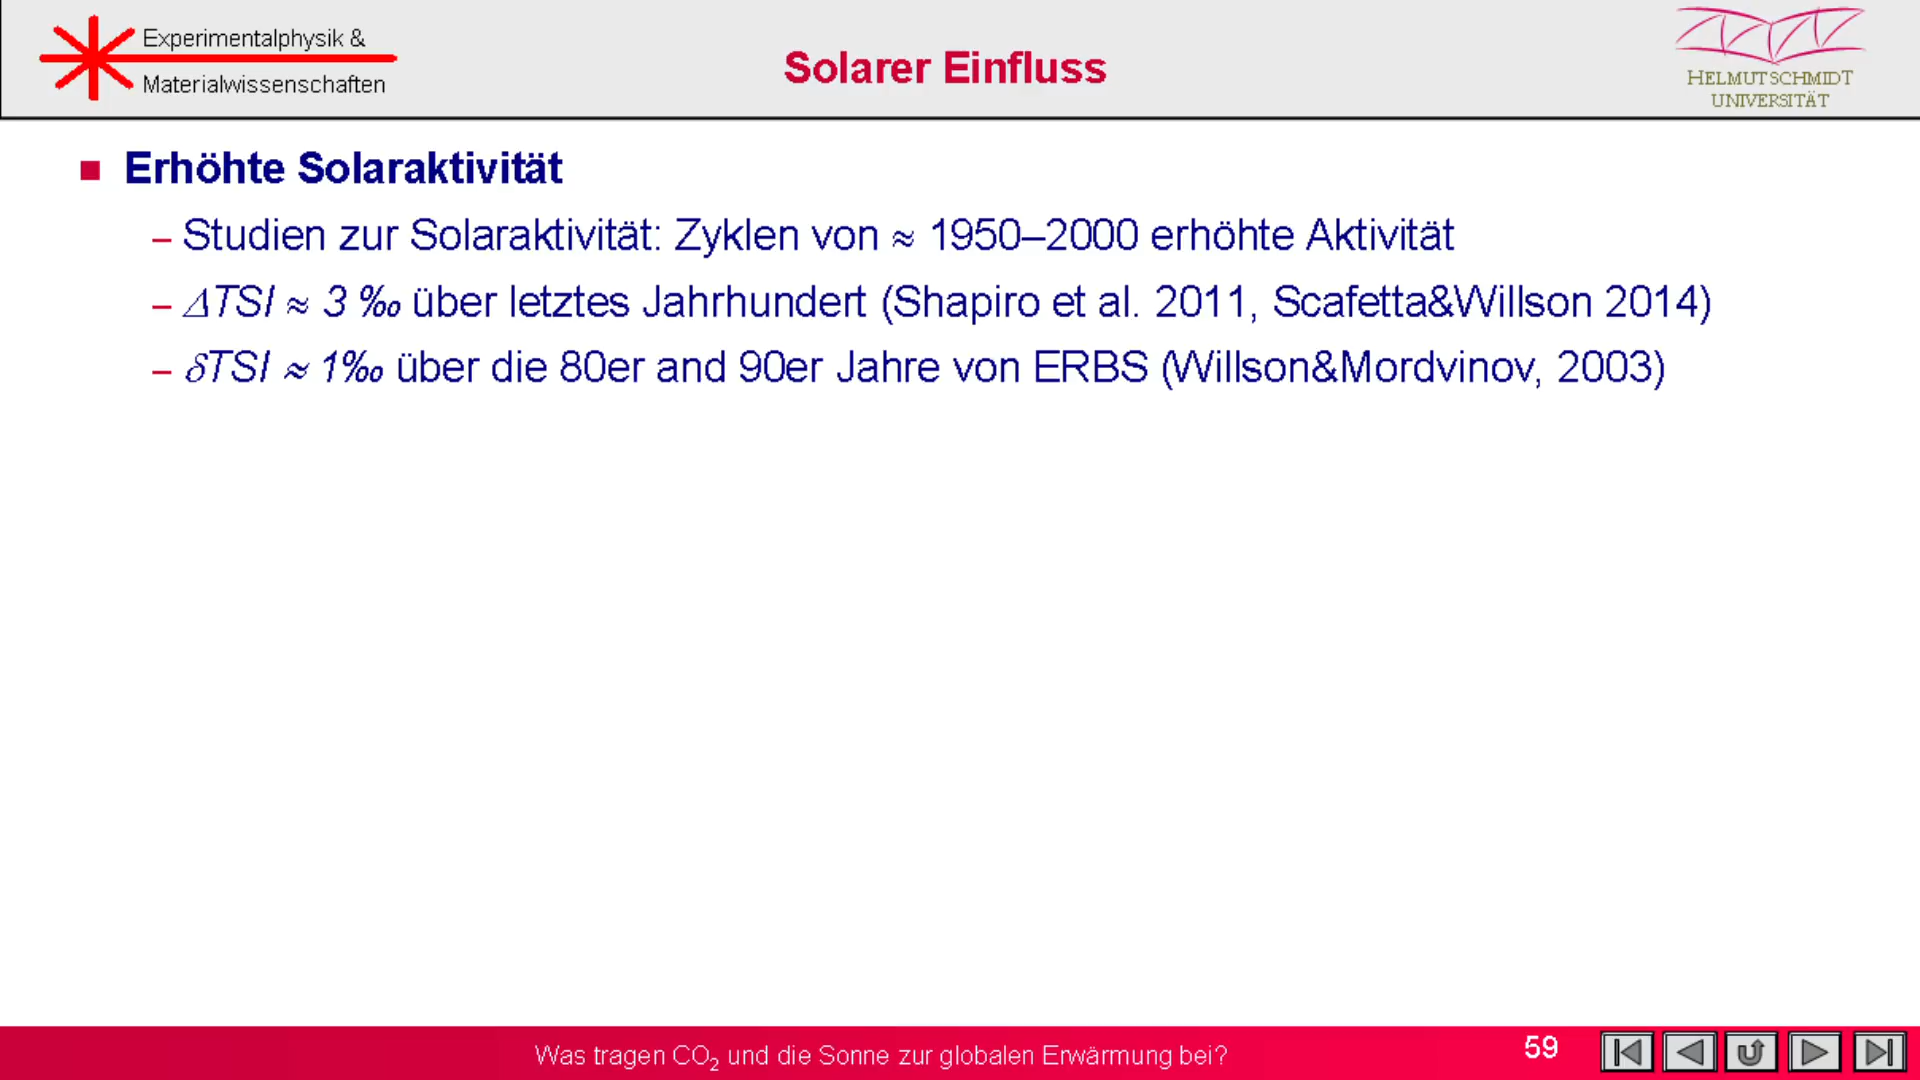 Experimentalphysik &
Materialwissenschaften
Solarer Einfluss
HELMUT SCHMIDT
UNIVERSITÄT
Erhöhte Solaraktivität
– Studien zur Solaraktivität: Zyklen von ≈ 1950–2000 erhöhte Aktivität
– ΔTSI ≈ 3 ‰ über letztes Jahrhundert (Shapiro et al. 2011, Scafetta&Willson 2014)
– δTSI ≈ 1‰ über die 80er and 90er Jahre von ERBS (Willson&Mordvinov, 2003)
Was tragen CO₂ und die Sonne zur globalen Erwärmung bei?
59